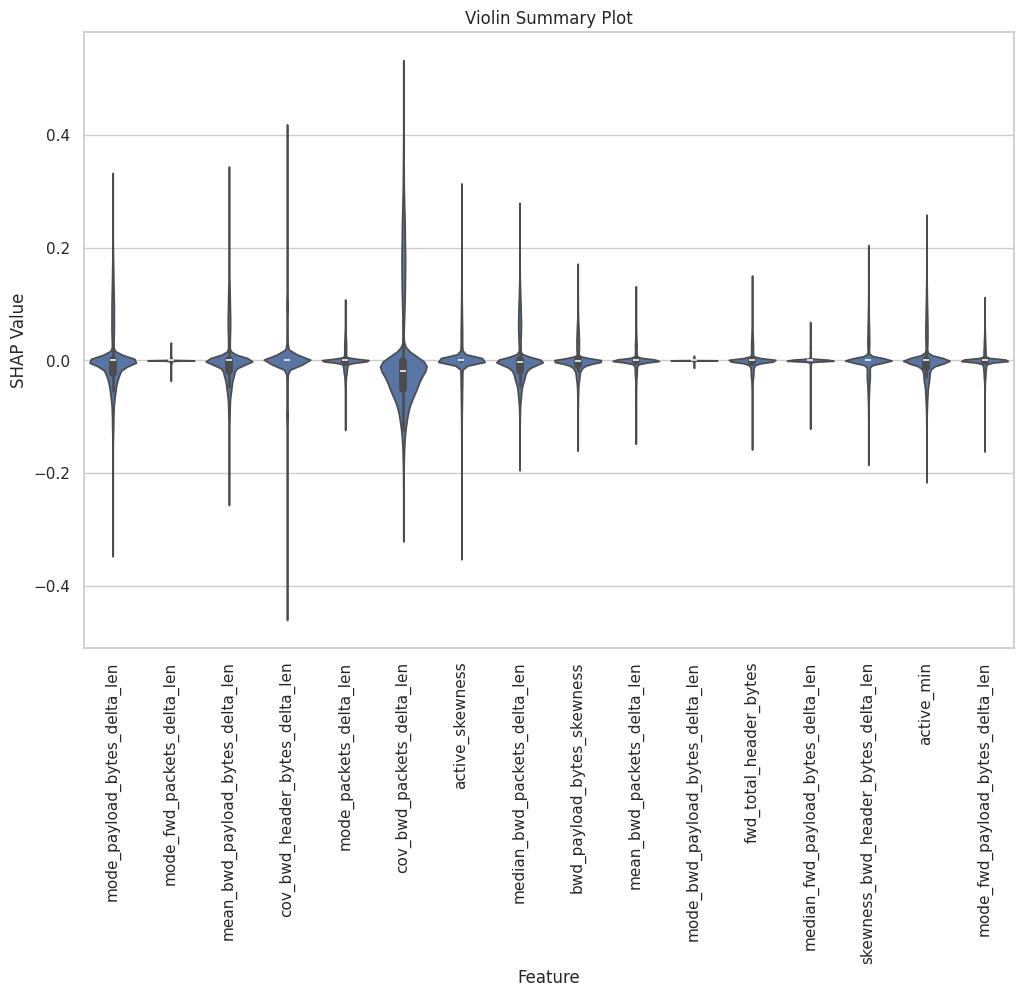 Violin Summary Plot
SHAP Value
0.4
0.2
0.0
−0.2
−0.4
mode_payload_bytes_delta_len
mode_fwd_packets_delta_len
mean_bwd_payload_bytes_delta_len
cov_bwd_header_bytes_delta_len
mode_packets_delta_len
cov_bwd_packets_delta_len
active_skewness
median_bwd_packets_delta_len
bwd_payload_bytes_skewness
mean_bwd_packets_delta_len
mode_bwd_payload_bytes_delta_len
fwd_total_header_bytes
median_fwd_payload_bytes_delta_len
skewness_bwd_header_bytes_delta_len
active_min
mode_fwd_payload_bytes_delta_len
Feature